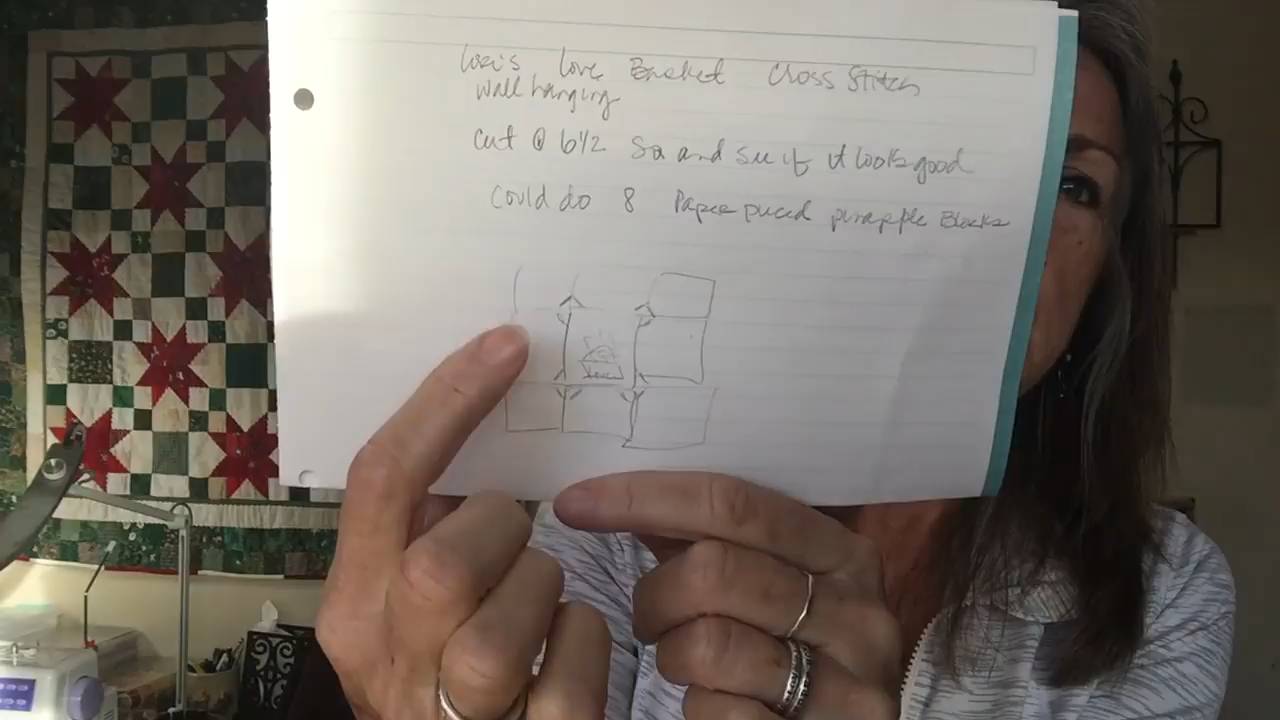 Lori's Love Basket Cross Stitch
wall hanging
cut @ 6 1/2 Sq and see if it looks good
Could do 8 Paper pieced pineapple Blocks